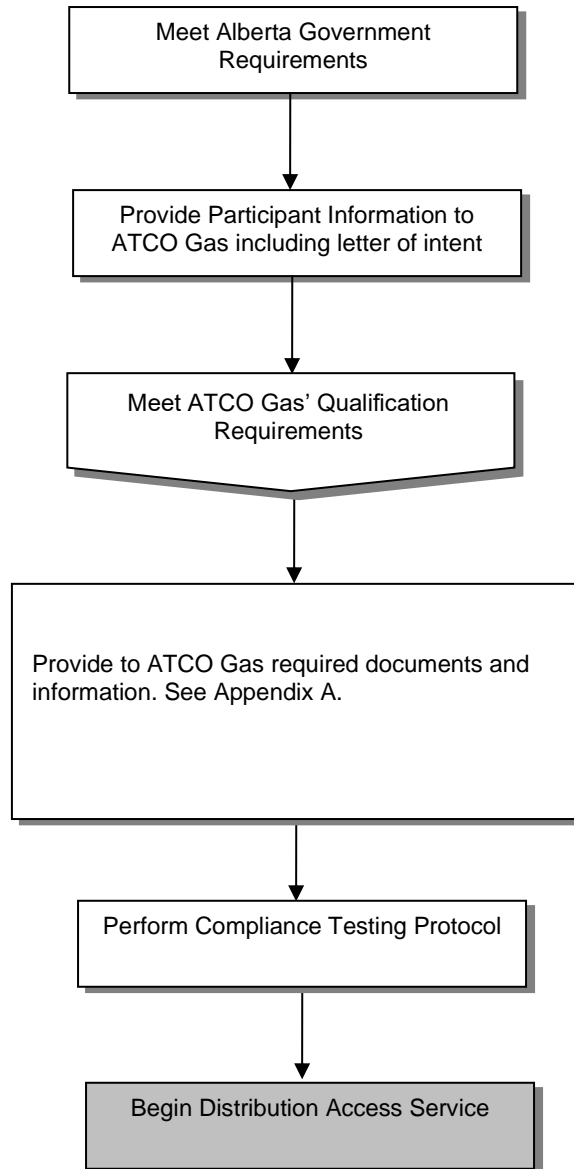 Meet Alberta Government
Requirements
Provide Participant Information to
ATCO Gas including letter of intent
Meet ATCO Gas’ Qualification
Requirements
Provide to ATCO Gas required documents and
information. See Appendix A.
Perform Compliance Testing Protocol
Begin Distribution Access Service